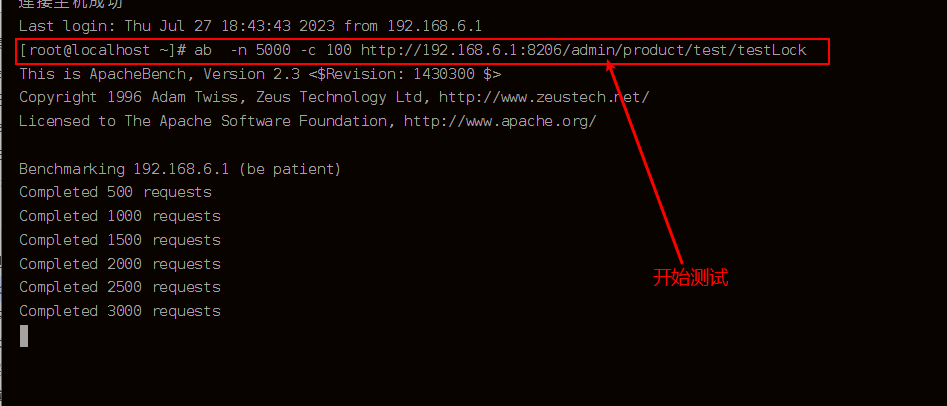 连接主机成功
Last login: Thu Jul 27 18:43:43 2023 from 192.168.6.1
[root@localhost ~]# ab  -n 5000 -c 100 http://192.168.6.1:8206/admin/product/test/testLock
This is ApacheBench, Version 2.3 <$Revision: 1430300 $>
Copyright 1996 Adam Twiss, Zeus Technology Ltd, http://www.zeustech.net/
Licensed to The Apache Software Foundation, http://www.apache.org/
Benchmarking 192.168.6.1 (be patient)
Completed 500 requests
Completed 1000 requests
Completed 1500 requests
Completed 2000 requests
开始测试
Completed 2500 requests
Completed 3000 requests